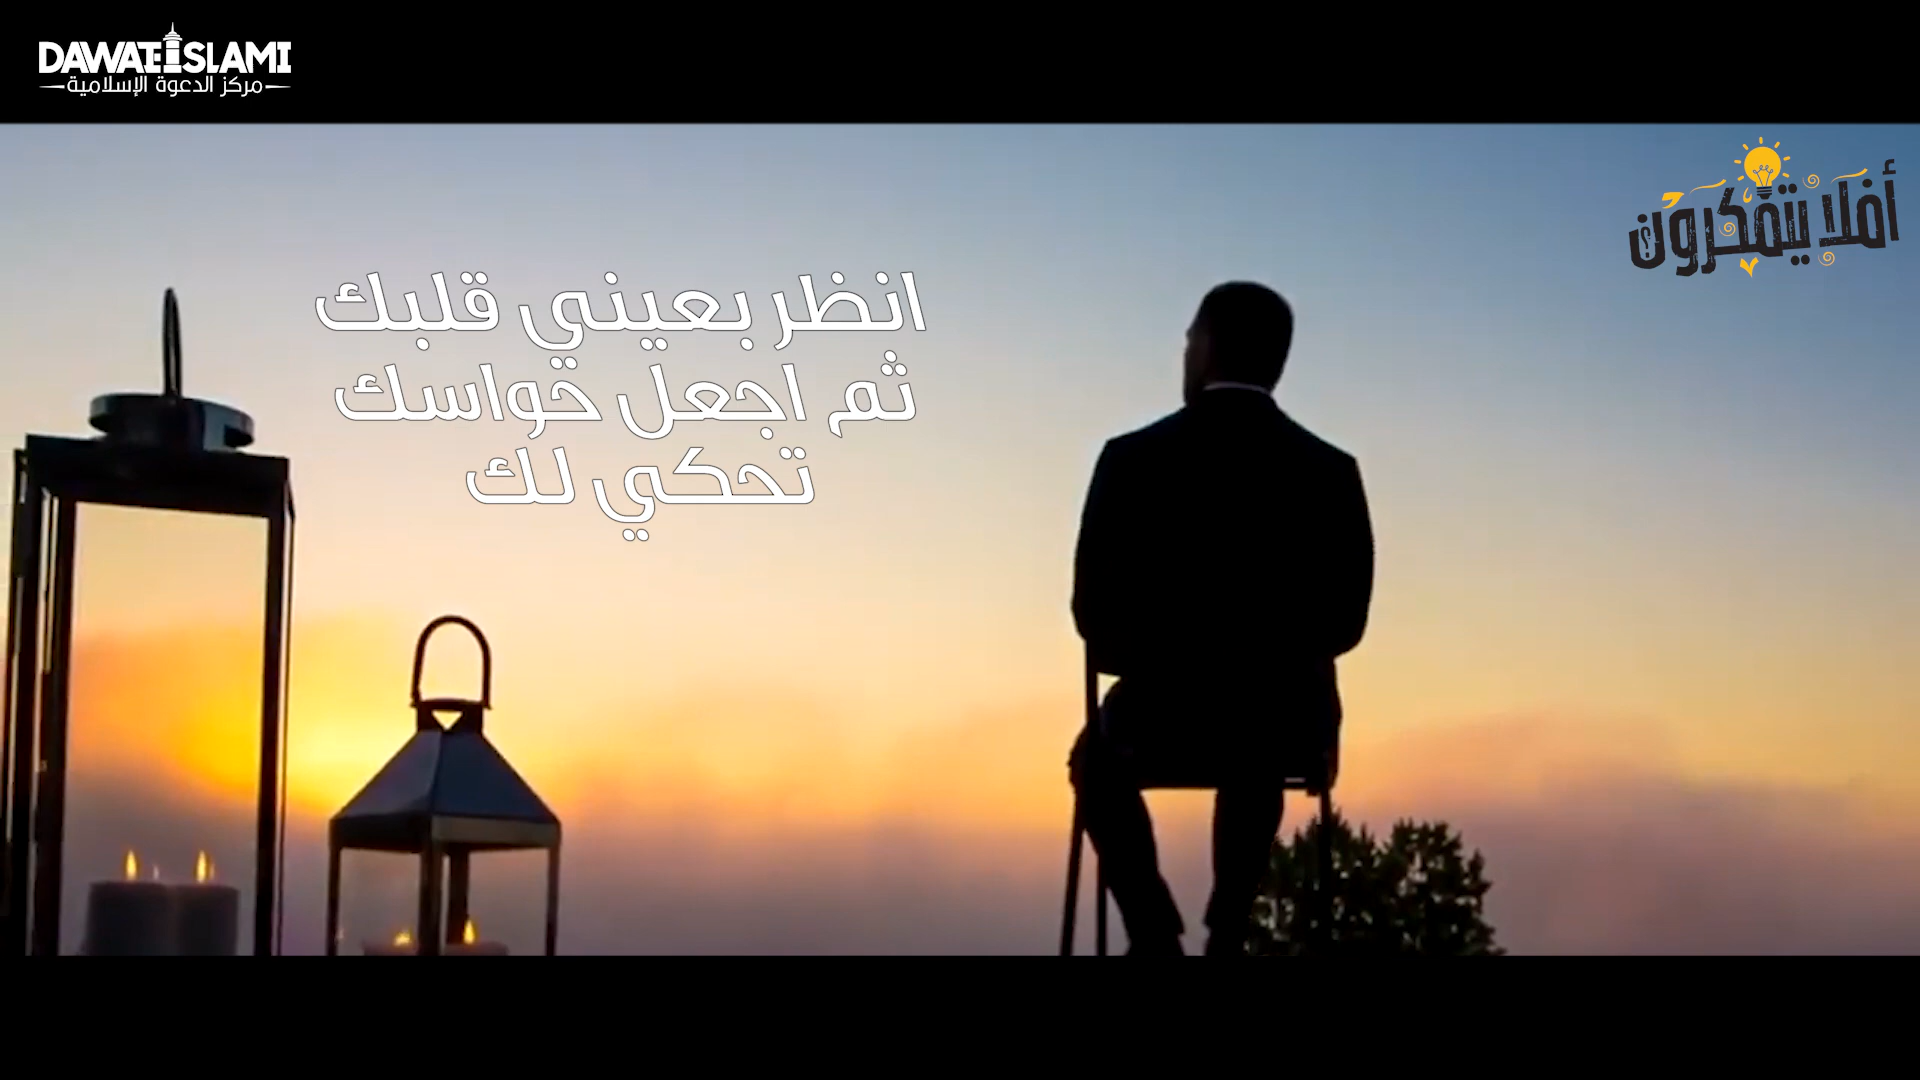 DAWATEISLAMI
مركز الدعوة الإسلامية
أفلا يتفكرون؟
انظر بعيني قلبك
ثم اجعل حواسك
تحكي لك